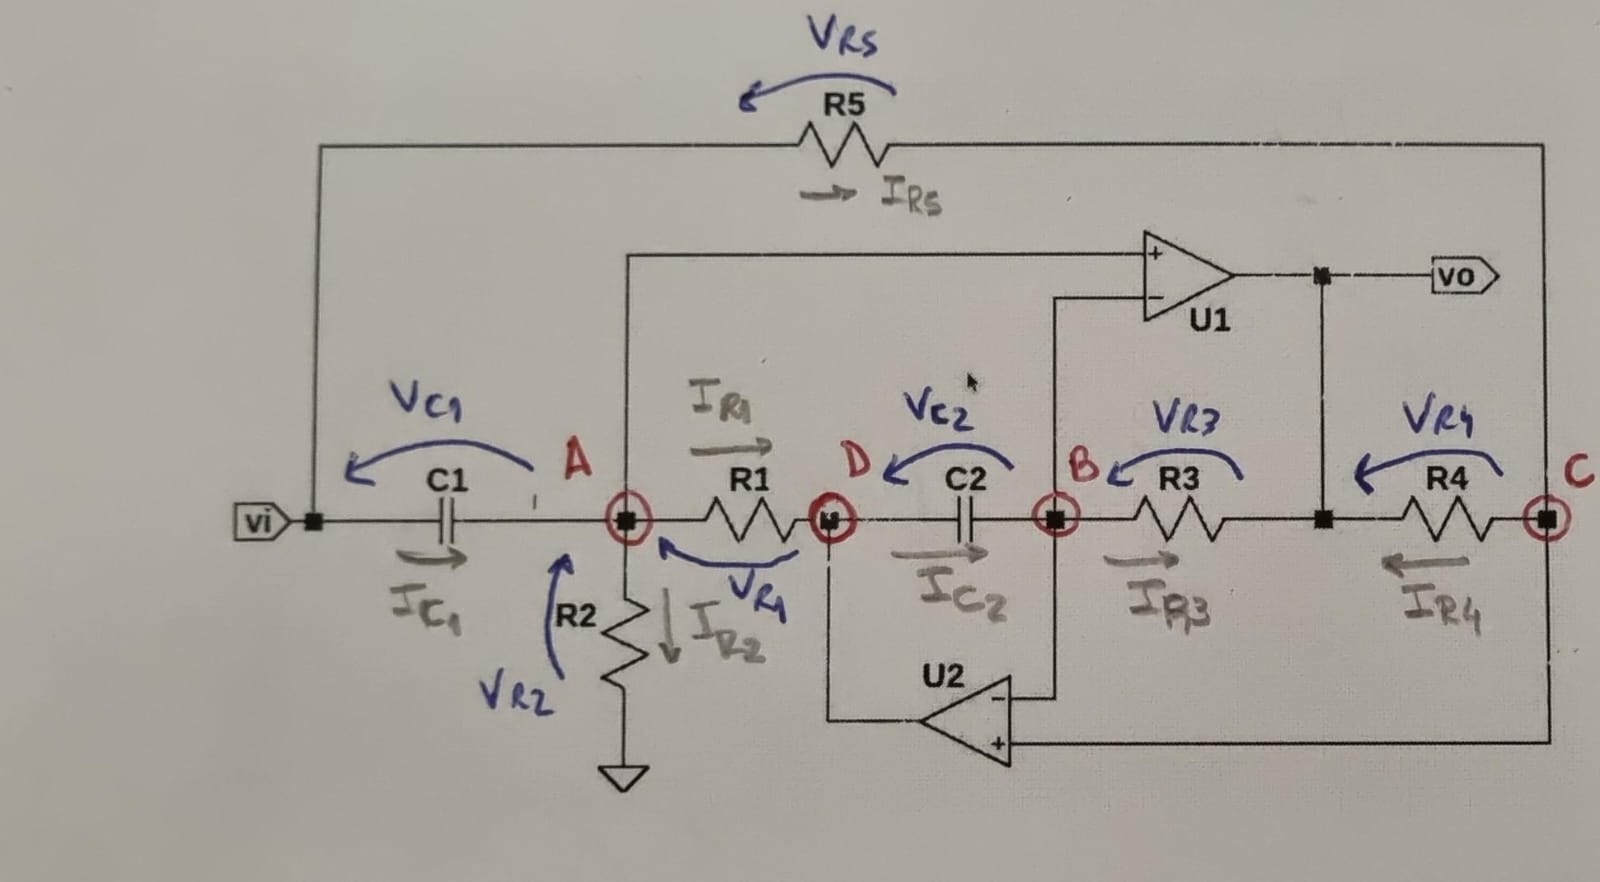 VR5
R5
IR5
+
−
vo
U1
VC1
IR1
VC2
VR3
VR4
A
C1
R1
D
C2
B
R3
R4
C
vi
IC1
VR1
IC2
IR3
IR4
R2
IR2
VR2
U2
−
+